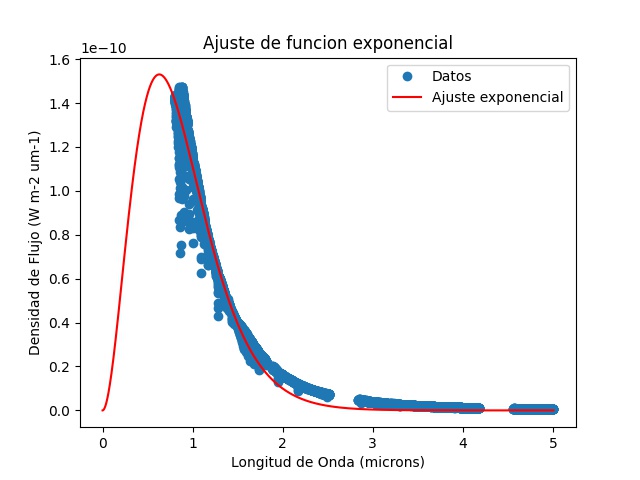 Ajuste de funcion exponencial
1e−10
Datos
Ajuste exponencial
Densidad de Flujo (W m-2 um-1)
1.6
1.4
1.2
1.0
0.8
0.6
0.4
0.2
0.0
0 1 2 3 4 5
Longitud de Onda (microns)